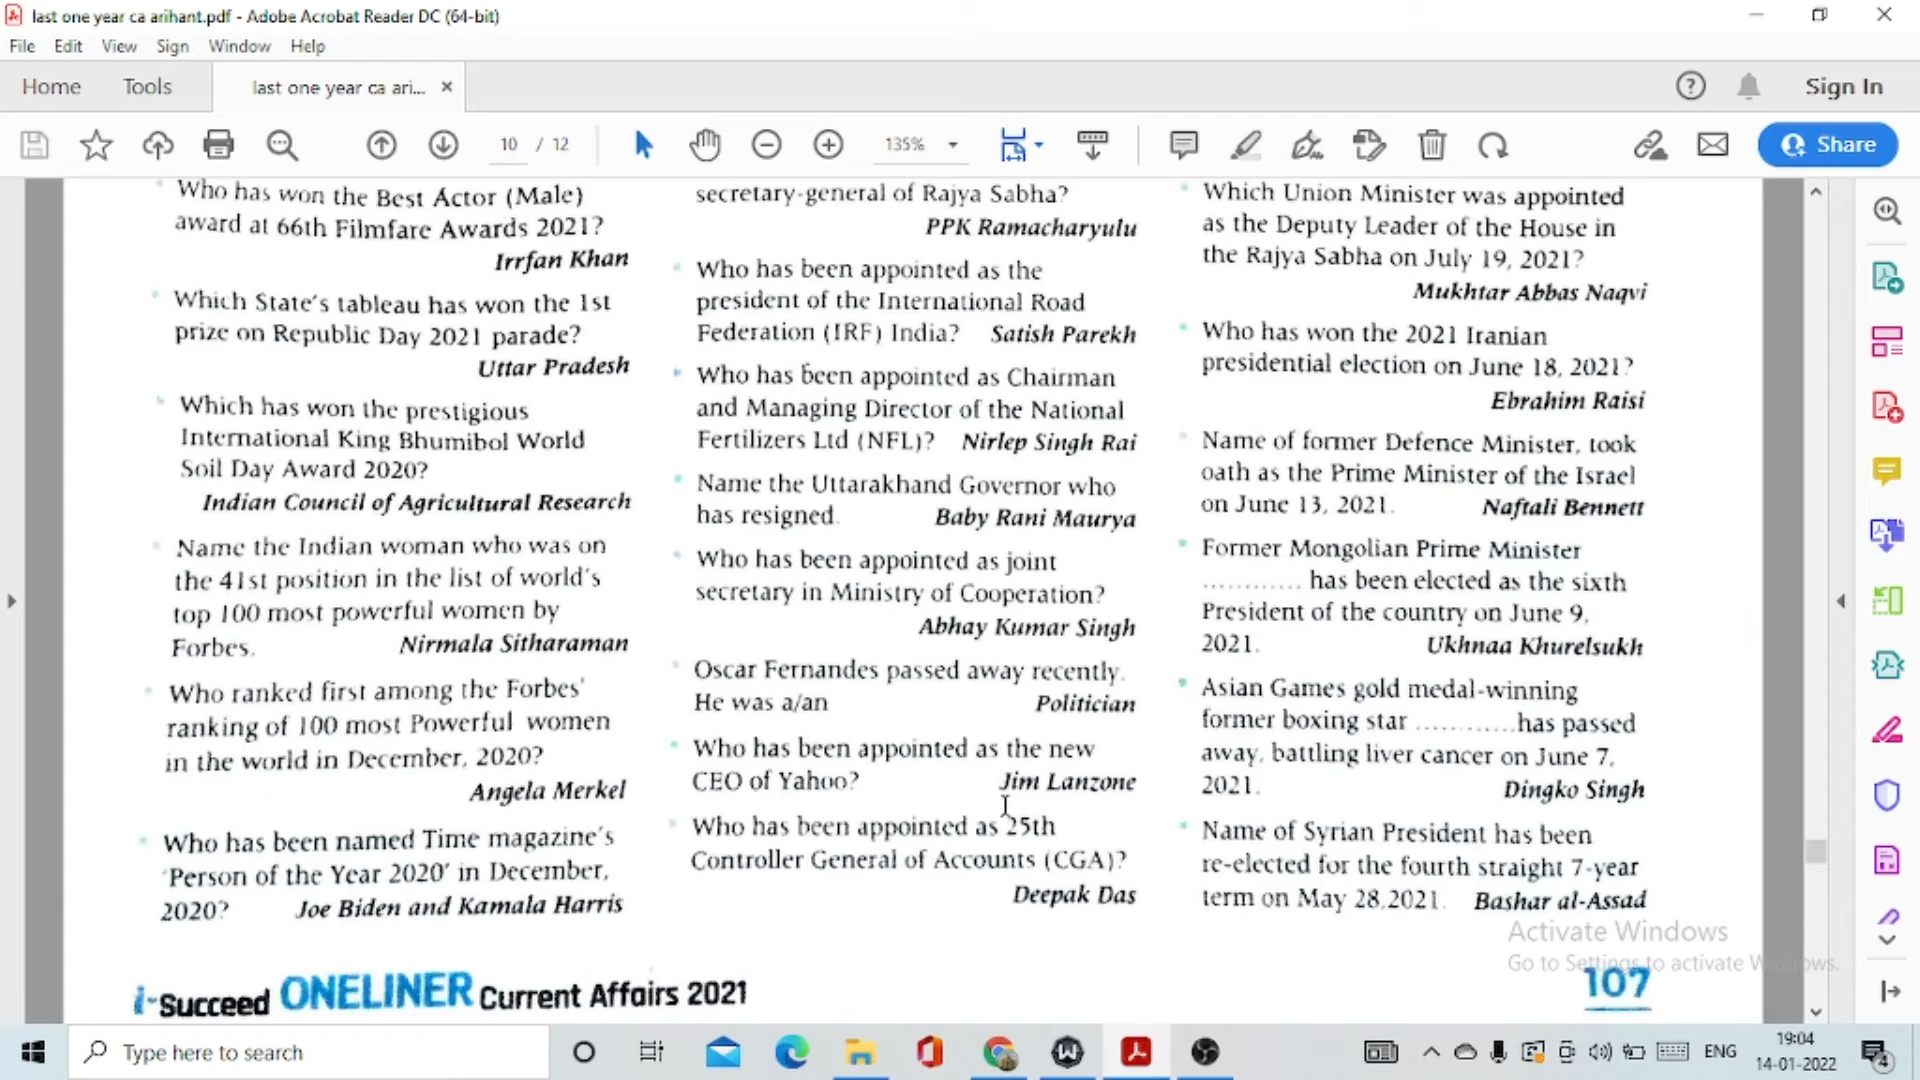 last one year ca arihant.pdf - Adobe Acrobat Reader DC (64-bit)
File Edit View Sign Window Help
Home Tools last one year ca ari... × Sign In
10 / 12 135% Share
Who has won the Best Actor (Male)
award at 66th Filmfare Awards 2021?
Irrfan Khan
Which State's tableau has won the 1st
prize on Republic Day 2021 parade?
Uttar Pradesh
Which has won the prestigious
International King Bhumibol World
Soil Day Award 2020?
Indian Council of Agricultural Research
Name the Indian woman who was on
the 41st position in the list of world's
top 100 most powerful women by
Forbes. Nirmala Sitharaman
Who ranked first among the Forbes'
ranking of 100 most Powerful women
in the world in December, 2020?
Angela Merkel
Who has been named Time magazine's
'Person of the Year 2020' in December,
2020? Joe Biden and Kamala Harris
secretary-general of Rajya Sabha?
PPK Ramacharyulu
Who has been appointed as the
president of the International Road
Federation (IRF) India? Satish Parekh
Who has been appointed as Chairman
and Managing Director of the National
Fertilizers Ltd (NFL)? Nirlep Singh Rai
Name the Uttarakhand Governor who
has resigned. Baby Rani Maurya
Who has been appointed as joint
secretary in Ministry of Cooperation?
Abhay Kumar Singh
Oscar Fernandes passed away recently.
He was a/an Politician
Who has been appointed as the new
CEO of Yahoo? Jim Lanzone
Who has been appointed as 25th
Controller General of Accounts (CGA)?
Deepak Das
Which Union Minister was appointed
as the Deputy Leader of the House in
the Rajya Sabha on July 19, 2021?
Mukhtar Abbas Naqvi
Who has won the 2021 Iranian
presidential election on June 18, 2021?
Ebrahim Raisi
Name of former Defence Minister, took
oath as the Prime Minister of the Israel
on June 13, 2021. Naftali Bennett
Former Mongolian Prime Minister
............ has been elected as the sixth
President of the country on June 9,
2021. Ukhnaa Khurelsukh
Asian Games gold medal-winning
former boxing star ............has passed
away, battling liver cancer on June 7,
2021. Dingko Singh
Name of Syrian President has been
re-elected for the fourth straight 7-year
term on May 28,2021. Bashar al-Assad
Activate Windows
Go to Settings to activate Windows.
i-Succeed ONELINER Current Affairs 2021 107
Type here to search
ENG
19:04
14-01-2022
4